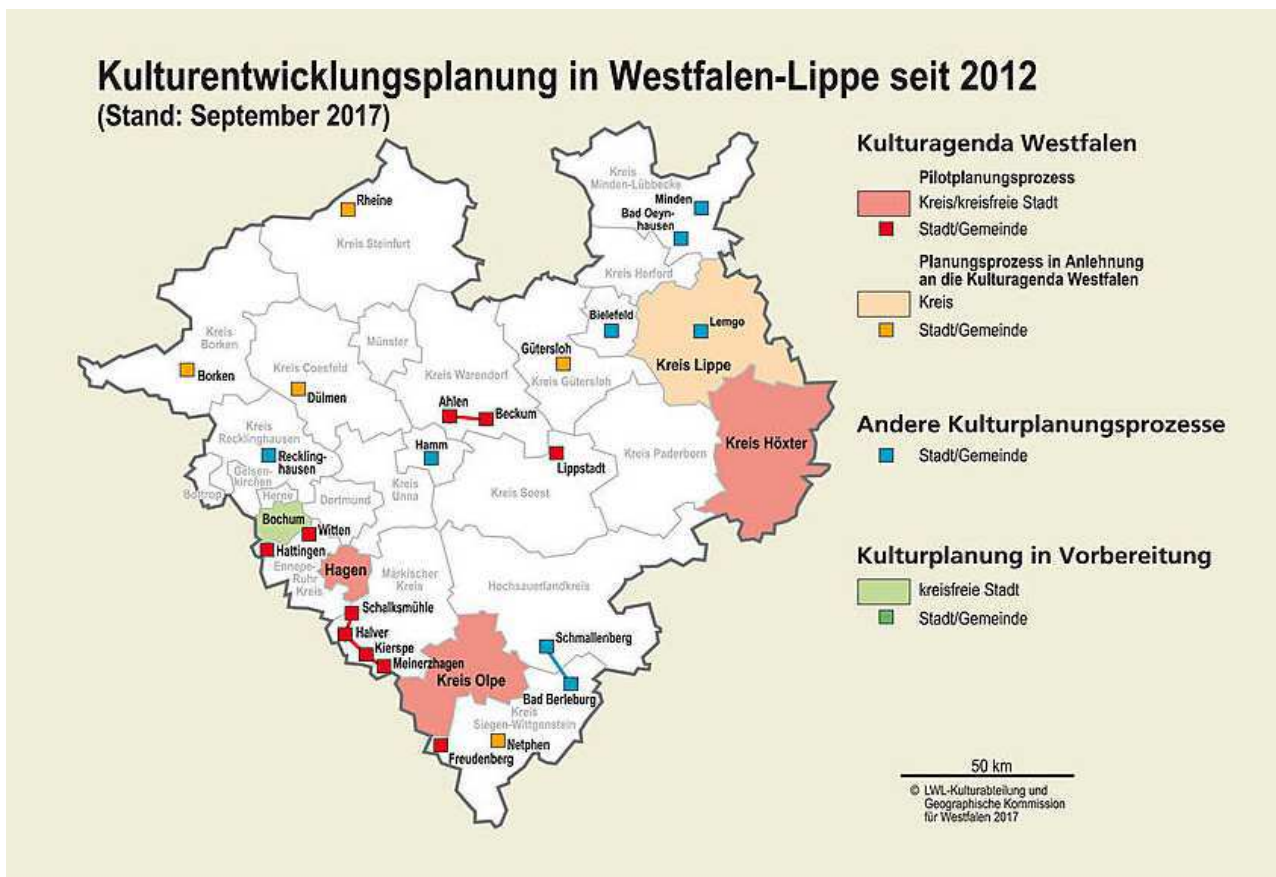 Kulturentwicklungsplanung in Westfalen-Lippe seit 2012
(Stand: September 2017)
Kulturagenda Westfalen
Pilotplanungsprozess
Kreis/kreisfreie Stadt
Stadt/Gemeinde
Planungsprozess in Anlehnung
an die Kulturagenda Westfalen
Kreis
Stadt/Gemeinde
Andere Kulturplanungsprozesse
Stadt/Gemeinde
Kulturplanung in Vorbereitung
kreisfreie Stadt
Stadt/Gemeinde
Kreis
Minden-Lübbecke
Minden
Bad Oeyn-
hausen
Rheine
Kreis Steinfurt
Kreis Herford
Bielefeld
Lemgo
Kreis Lippe
Kreis
Borken
Borken
Münster
Kreis Coesfeld
Dülmen
Kreis Warendorf
Gütersloh
Kreis Gütersloh
Ahlen
Beckum
Kreis Höxter
Kreis
Recklinghausen
Reckling-
hausen
Hamm
Lippstadt
Kreis Paderborn
Gelsen-
kirchen
Bottrop
Herne
Dortmund
Kreis
Unna
Kreis Soest
Bochum
Witten
Hattingen
Ennepe-
Ruhr
Kreis
Hagen
Märkischer
Kreis
Hochsauerlandkreis
Schalksmühle
Halver
Kierspe
Meinerzhagen
Kreis Olpe
Schmallenberg
Bad Berleburg
Kreis
Siegen-Wittgenstein
Netphen
Freudenberg
50 km
© LWL-Kulturabteilung und
Geographische Kommission
für Westfalen 2017